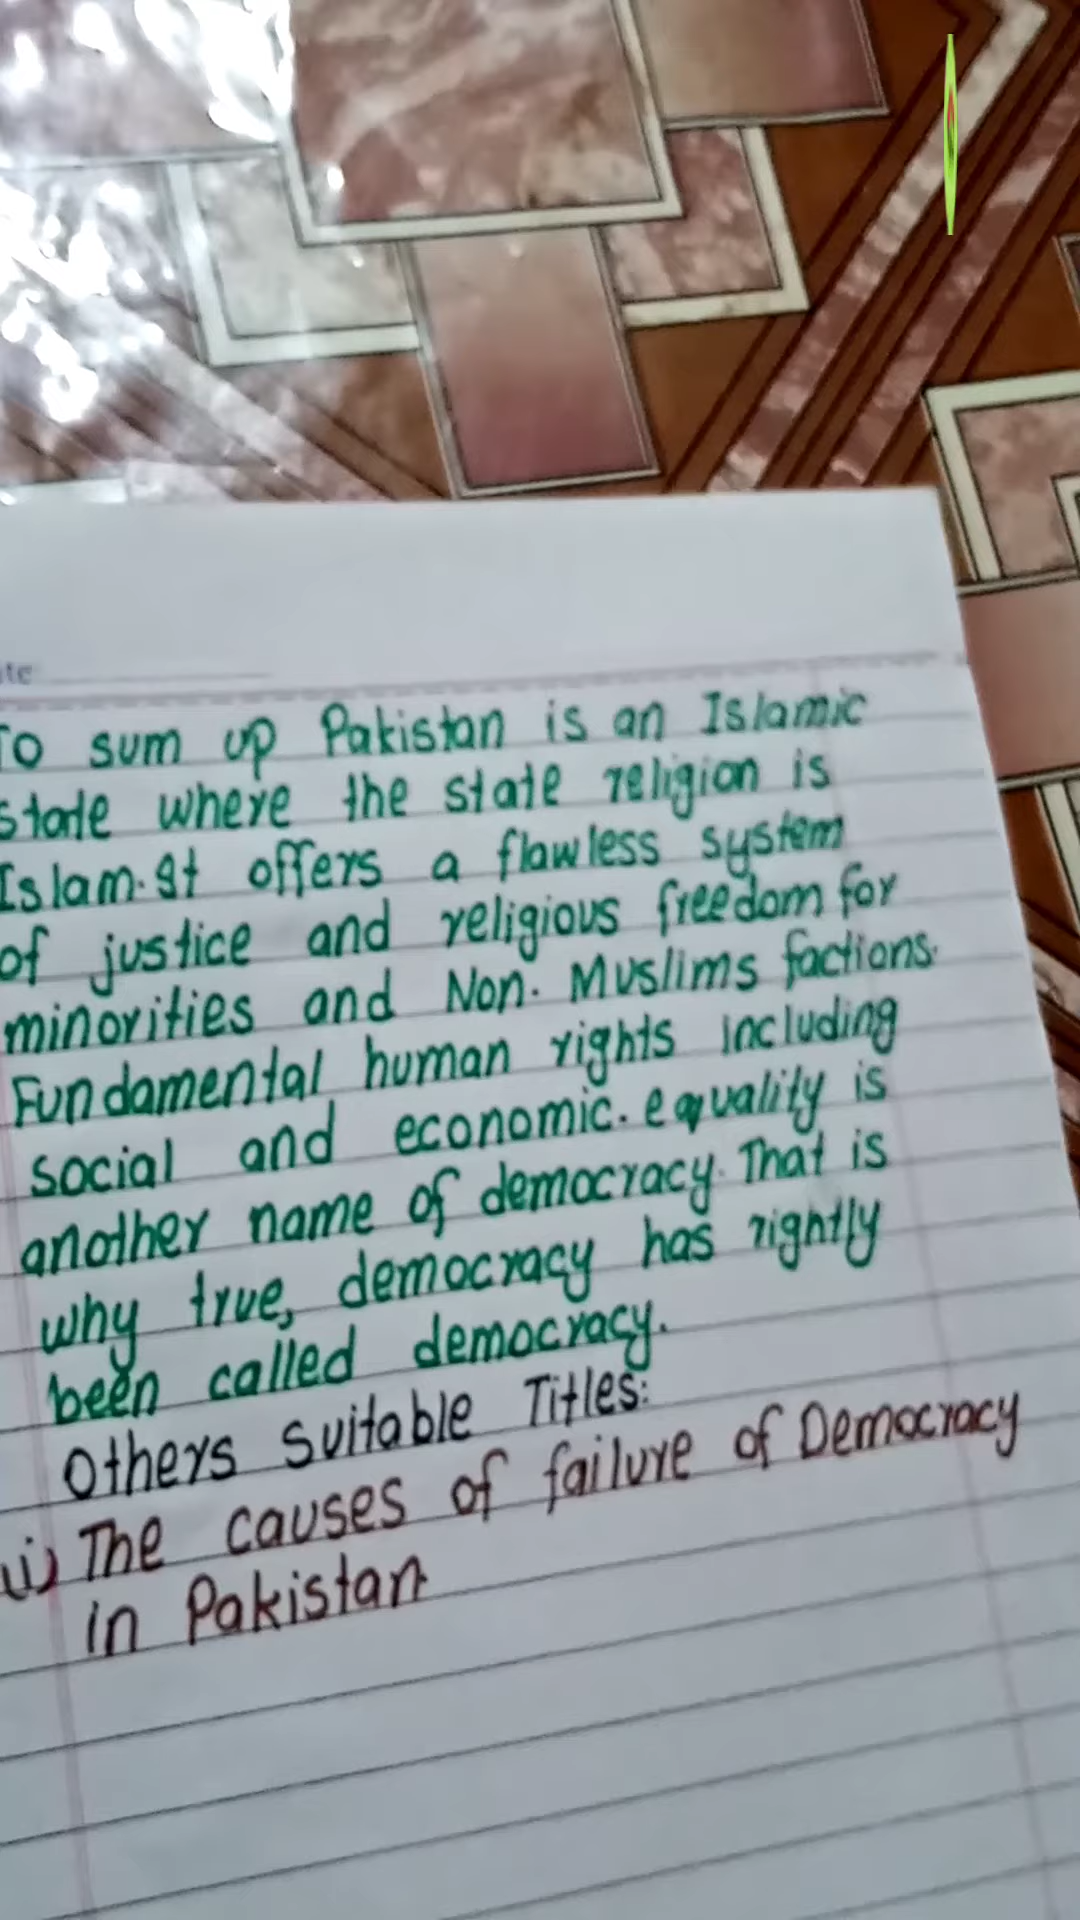 To sum up Pakistan is an Islamic
state where the state religion is
Islam. It offers a flawless system
of justice and religious freedom for
minorities and Non. Muslims factions.
Fundamental human rights including
social and economic. equality is
another name of democracy. That is
why true, democracy has rightly
been called democracy.
Others Suitable Titles:
(i) The causes of failure of Democracy
in Pakistan